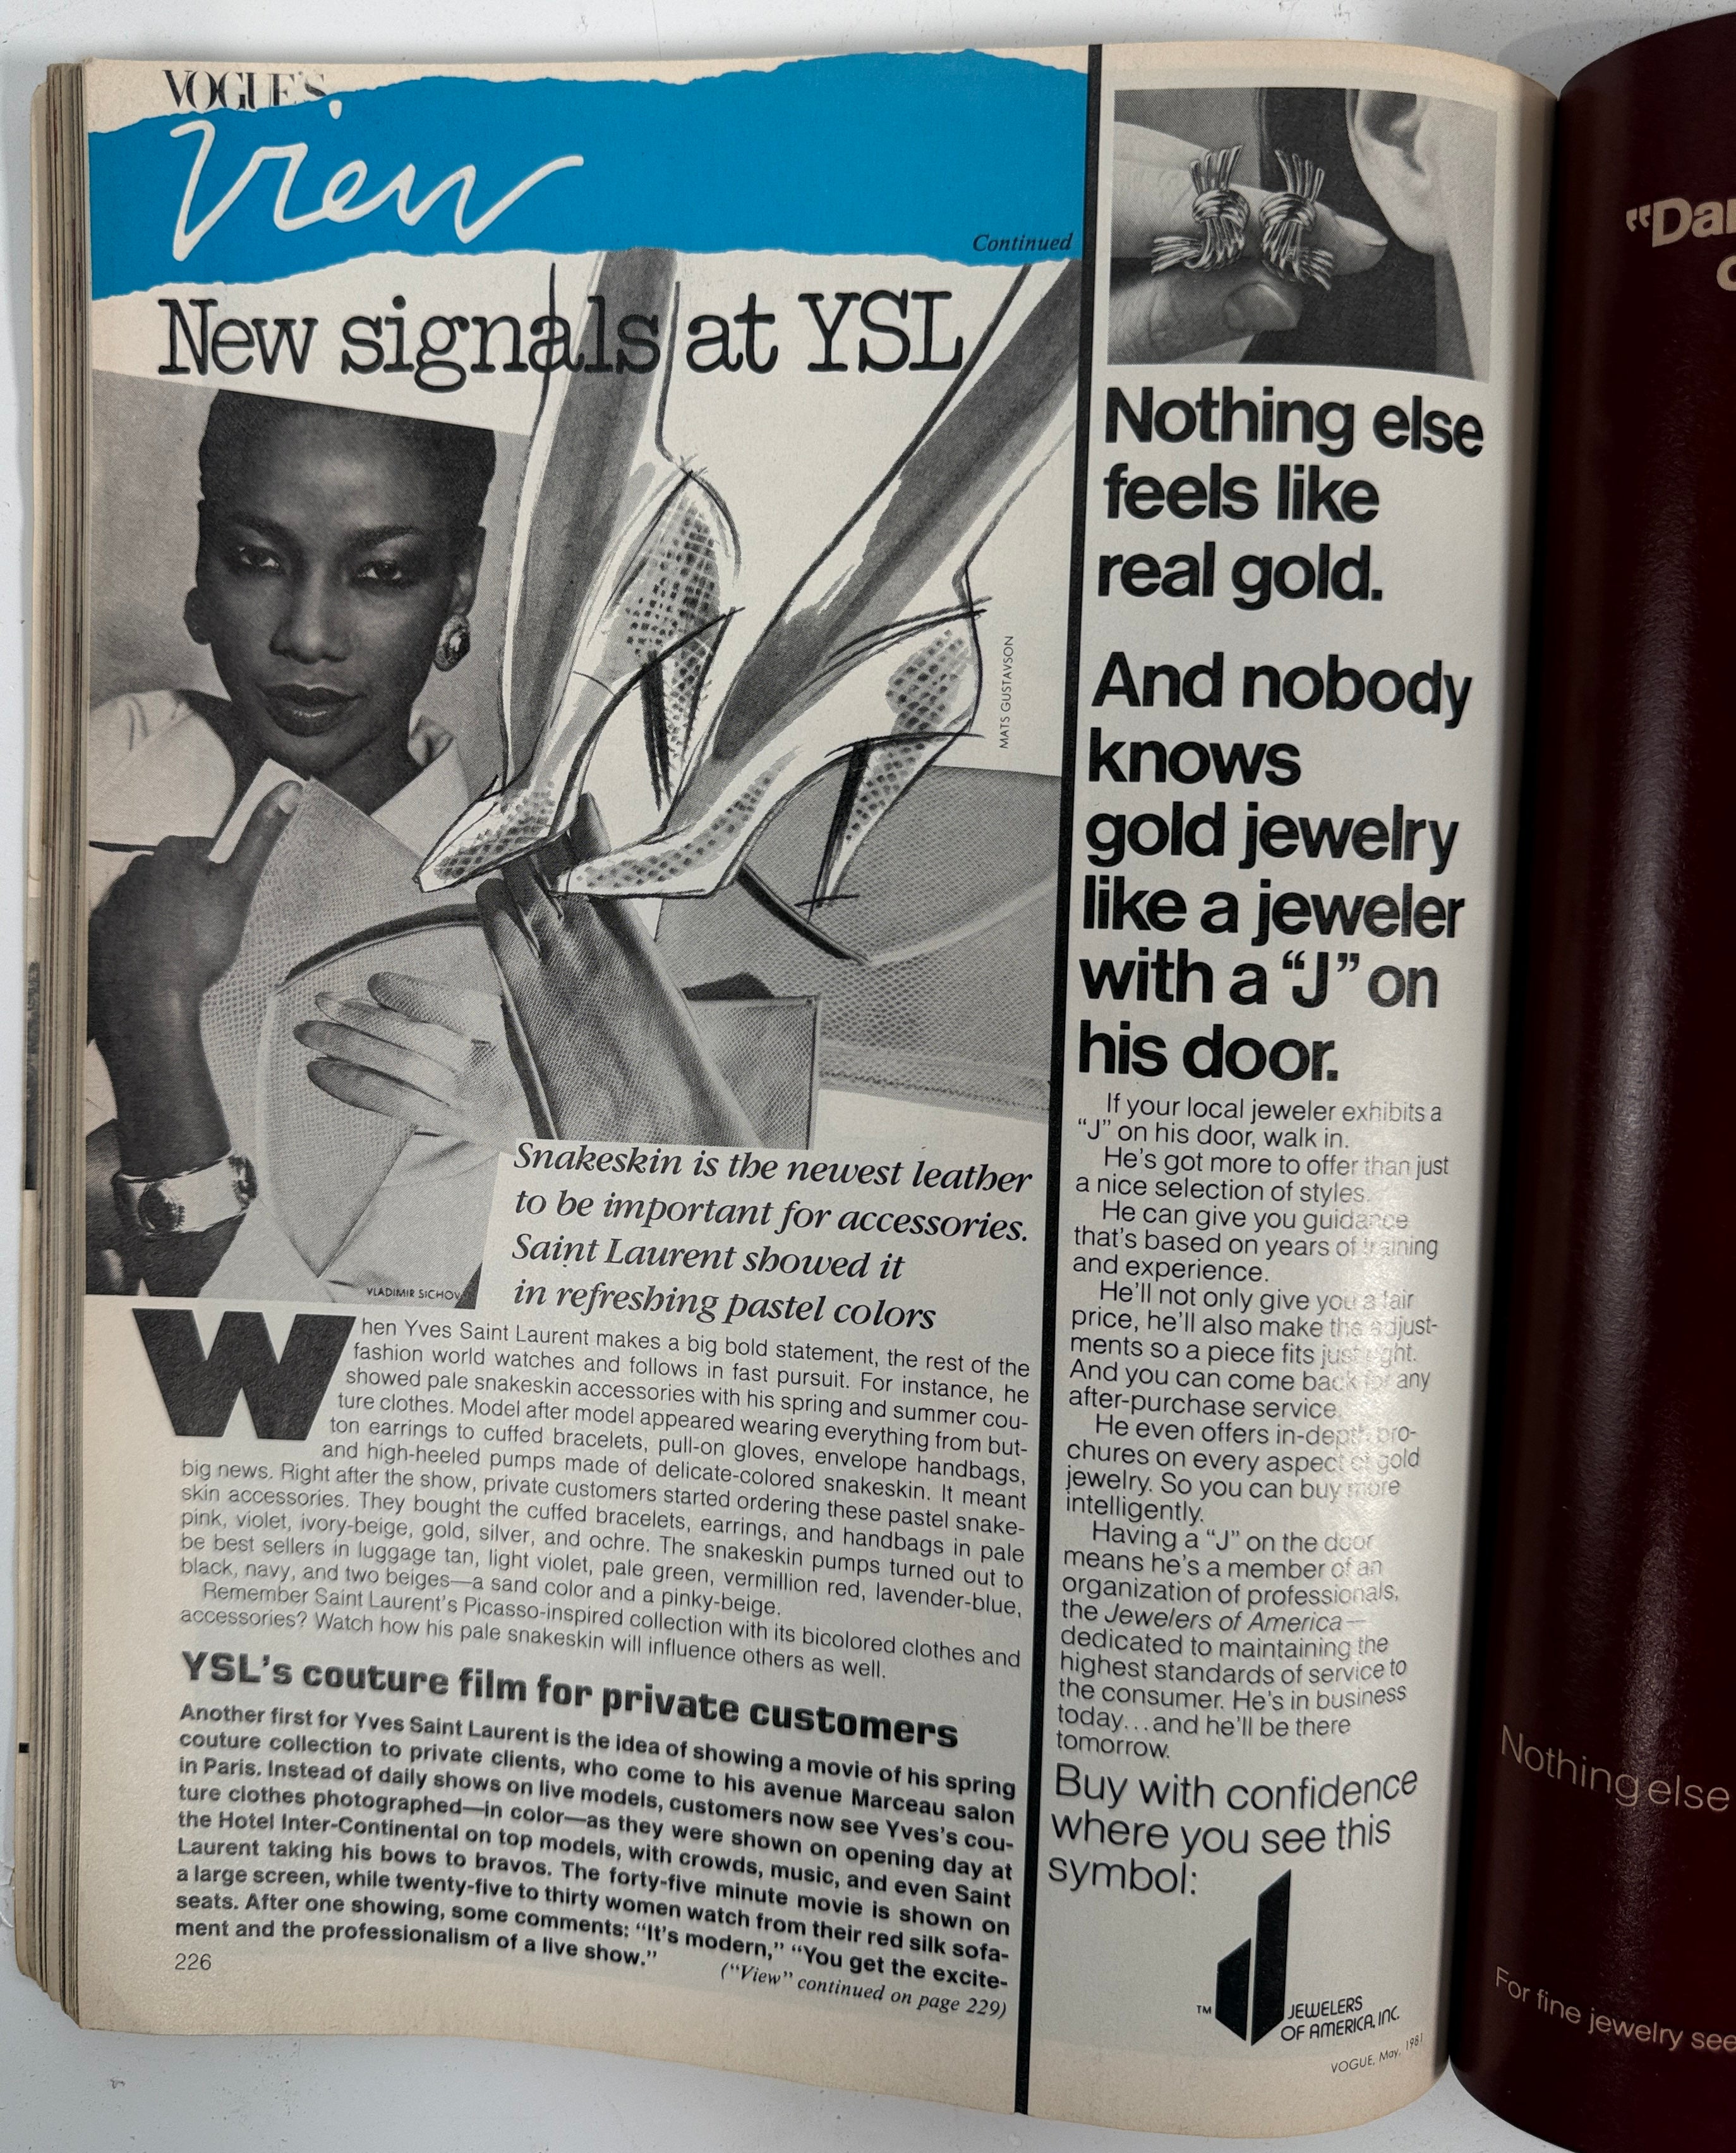 VOGUE'S
View
Continued
New signals at YSL
MATS GUSTAVSON
VLADIMIR SICHOV
Snakeskin is the newest leather
to be important for accessories.
Saint Laurent showed it
in refreshing pastel colors
When Yves Saint Laurent makes a big bold statement, the rest of the
fashion world watches and follows in fast pursuit. For instance, he
showed pale snakeskin accessories with his spring and summer cou-
ture clothes. Model after model appeared wearing everything from but-
ton earrings to cuffed bracelets, pull-on gloves, envelope handbags,
and high-heeled pumps made of delicate-colored snakeskin. It meant
big news. Right after the show, private customers started ordering these pastel snake-
skin accessories. They bought the cuffed bracelets, earrings, and handbags in pale
pink, violet, ivory-beige, gold, silver, and ochre. The snakeskin pumps turned out to
be best sellers in luggage tan, light violet, pale green, vermillion red, lavender-blue,
black, navy, and two beiges—a sand color and a pinky-beige.
Remember Saint Laurent's Picasso-inspired collection with its bicolored clothes and
accessories? Watch how his pale snakeskin will influence others as well.
YSL's couture film for private customers
Another first for Yves Saint Laurent is the idea of showing a movie of his spring
couture collection to private clients, who come to his avenue Marceau salon
in Paris. Instead of daily shows on live models, customers now see Yves's cou-
ture clothes photographed—in color—as they were shown on opening day at
the Hotel Inter-Continental on top models, with crowds, music, and even Saint
Laurent taking his bows to bravos. The forty-five minute movie is shown on
a large screen, while twenty-five to thirty women watch from their red silk sofa-
seats. After one showing, some comments: "It's modern," "You get the excite-
ment and the professionalism of a live show."
("View" continued on page 229)
226
Nothing else
feels like
real gold.
And nobody
knows
gold jewelry
like a jeweler
with a "J" on
his door.
If your local jeweler exhibits a
"J" on his door, walk in.
He's got more to offer than just
a nice selection of styles.
He can give you guidance
that's based on years of training
and experience.
He'll not only give you a fair
price, he'll also make the adjust-
ments so a piece fits just right.
And you can come back for any
after-purchase service.
He even offers in-depth bro-
chures on every aspect of gold
jewelry. So you can buy more
intelligently.
Having a "J" on the door
means he's a member of an
organization of professionals,
the Jewelers of America—
dedicated to maintaining the
highest standards of service to
the consumer. He's in business
today...and he'll be there
tomorrow.
Buy with confidence
where you see this
symbol:
TM
JEWELERS
OF AMERICA, INC.
VOGUE, May, 1981
"Dar
Nothing else
For fine jewelry see